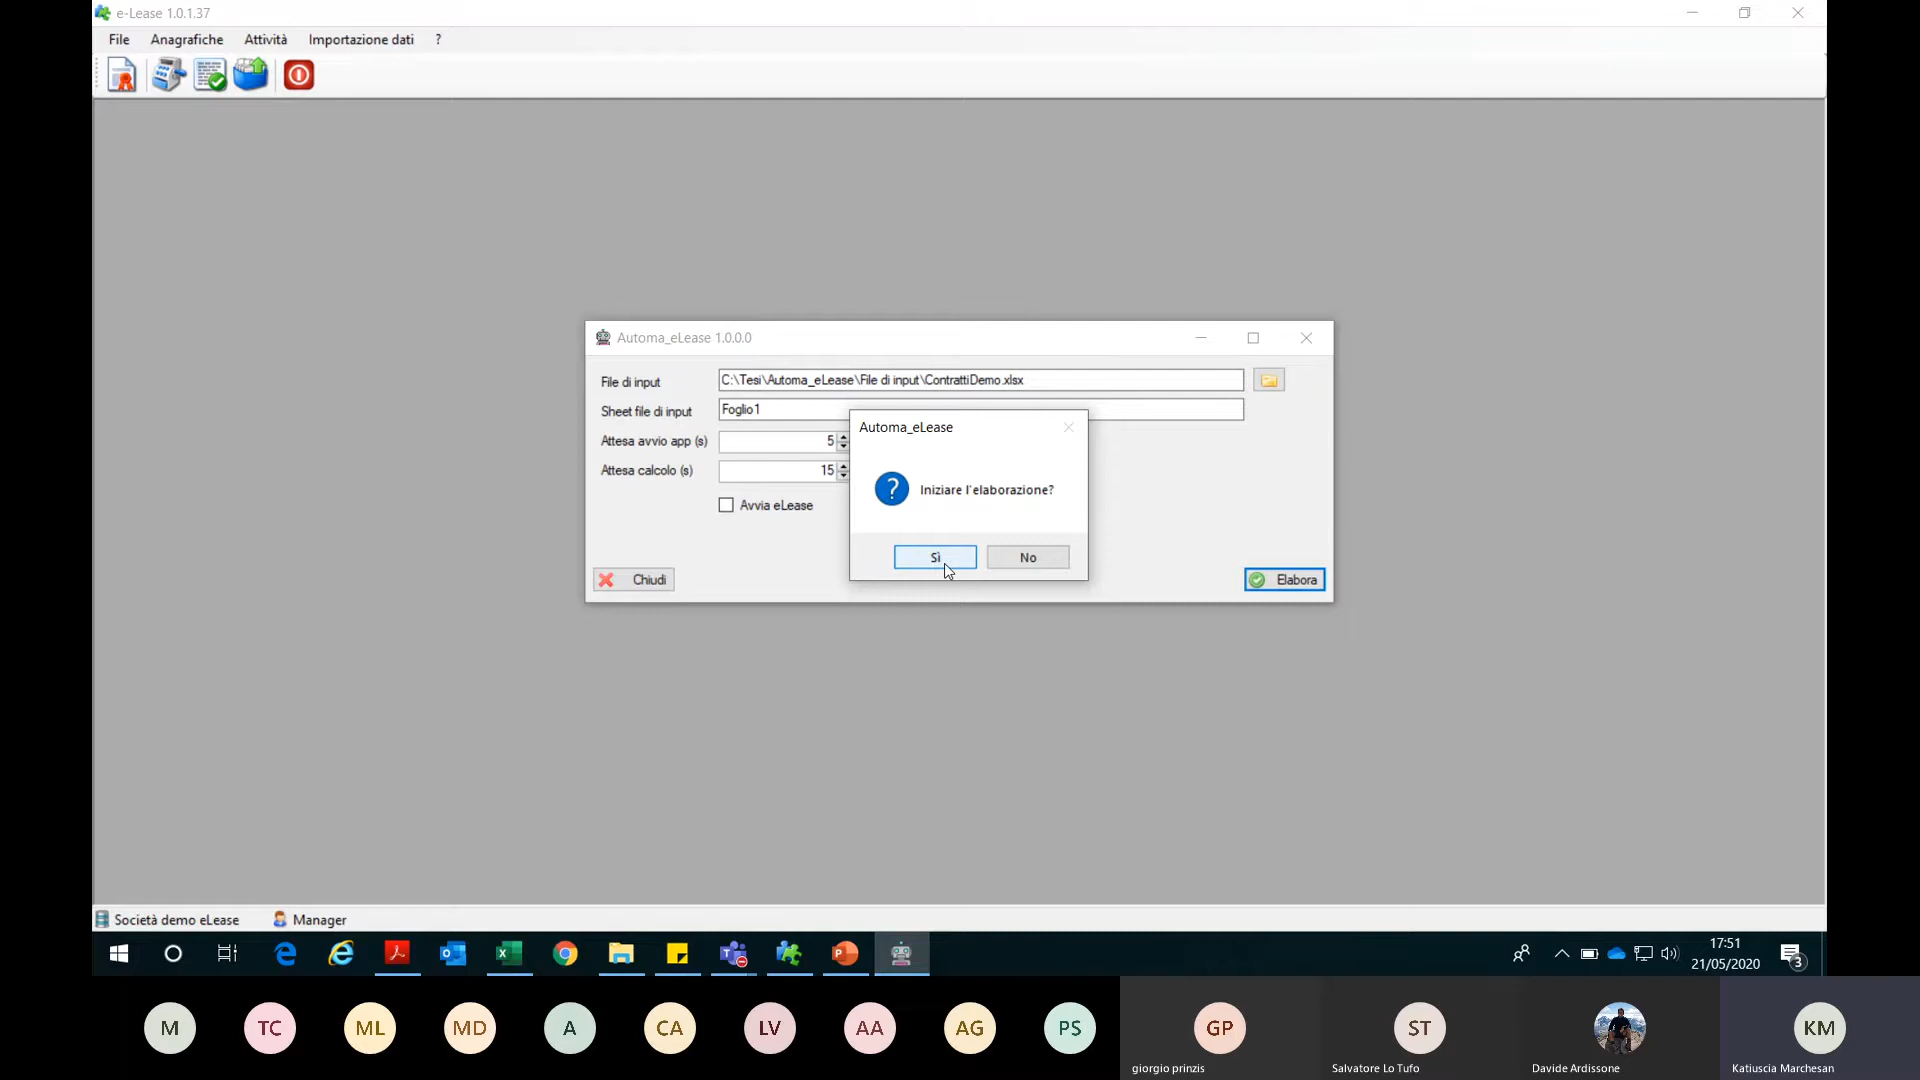 e-Lease 1.0.1.37
File Anagrafiche Attività Importazione dati ?
Automa_eLease 1.0.0.0
File di input C:\Tesi\Automa_eLease\File di input\ContrattiDemo.xlsx
Sheet file di input Foglio1
Attesa avvio app (s) 5
Attesa calcolo (s) 15
Avvia eLease
Chiudi Elabora
Automa_eLease
Iniziare l'elaborazione?
Sì No
Società demo eLease Manager
17:51
21/05/2020
3
M TC ML MD A CA LV AA AG PS GP ST KM
giorgio prinzis Salvatore Lo Tufo Davide Ardissone Katiuscia Marchesan